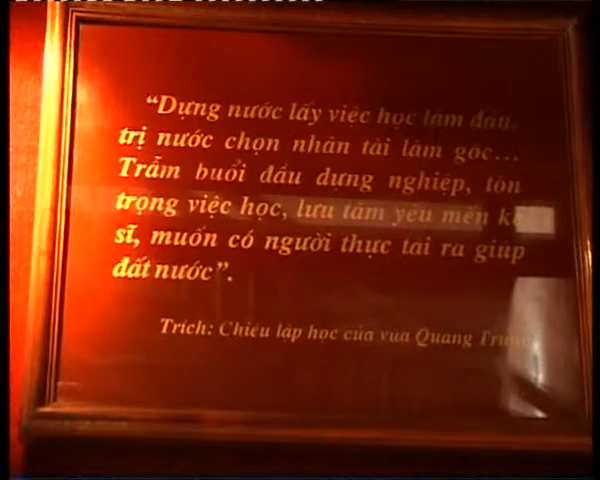 “Dựng nước lấy việc học làm đầu,
trị nước chọn nhân tài làm gốc...
Trẫm buổi đầu dựng nghiệp, tôn
trọng việc học, lưu tâm yêu mến kẻ
sĩ, muốn có người thực tài ra giúp
đất nước”.
Trích: Chiếu lập học của vua Quang Trung